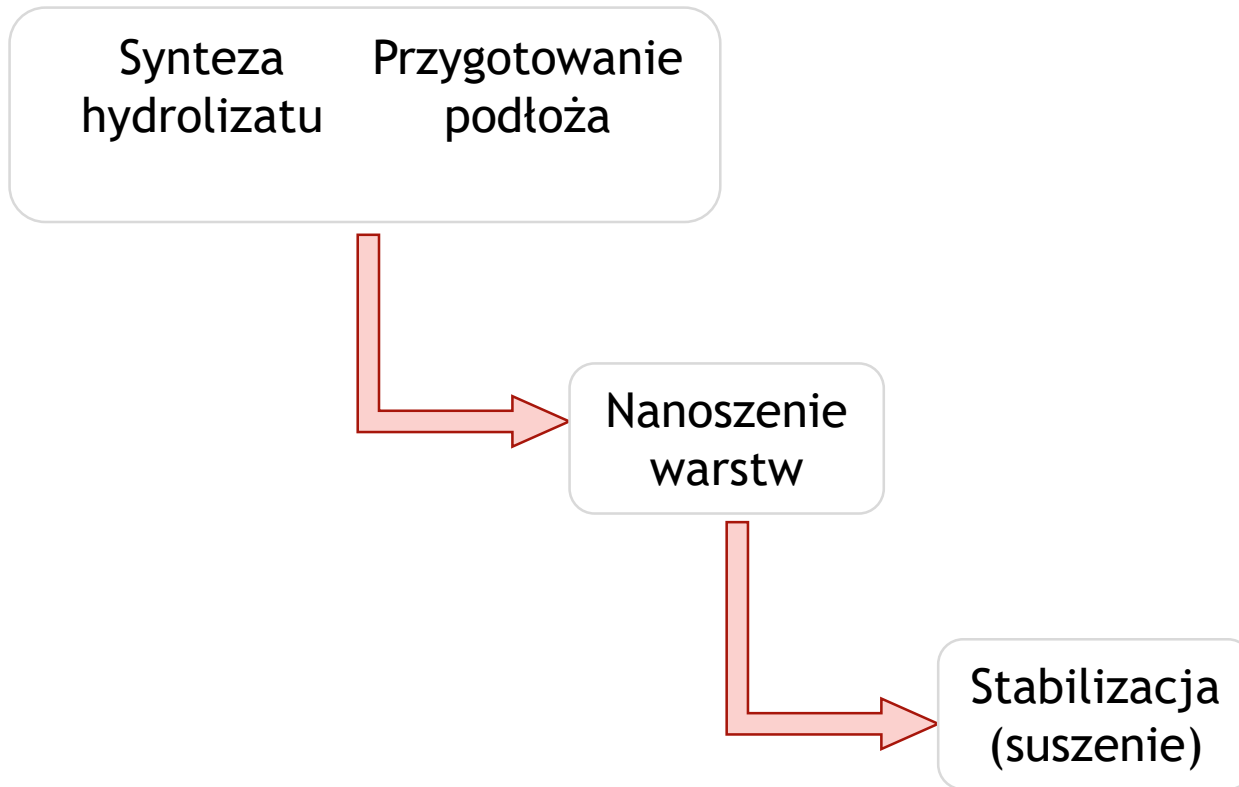 Synteza
hydrolizatu
Przygotowanie
podłoża
Nanoszenie
warstw
Stabilizacja
(suszenie)